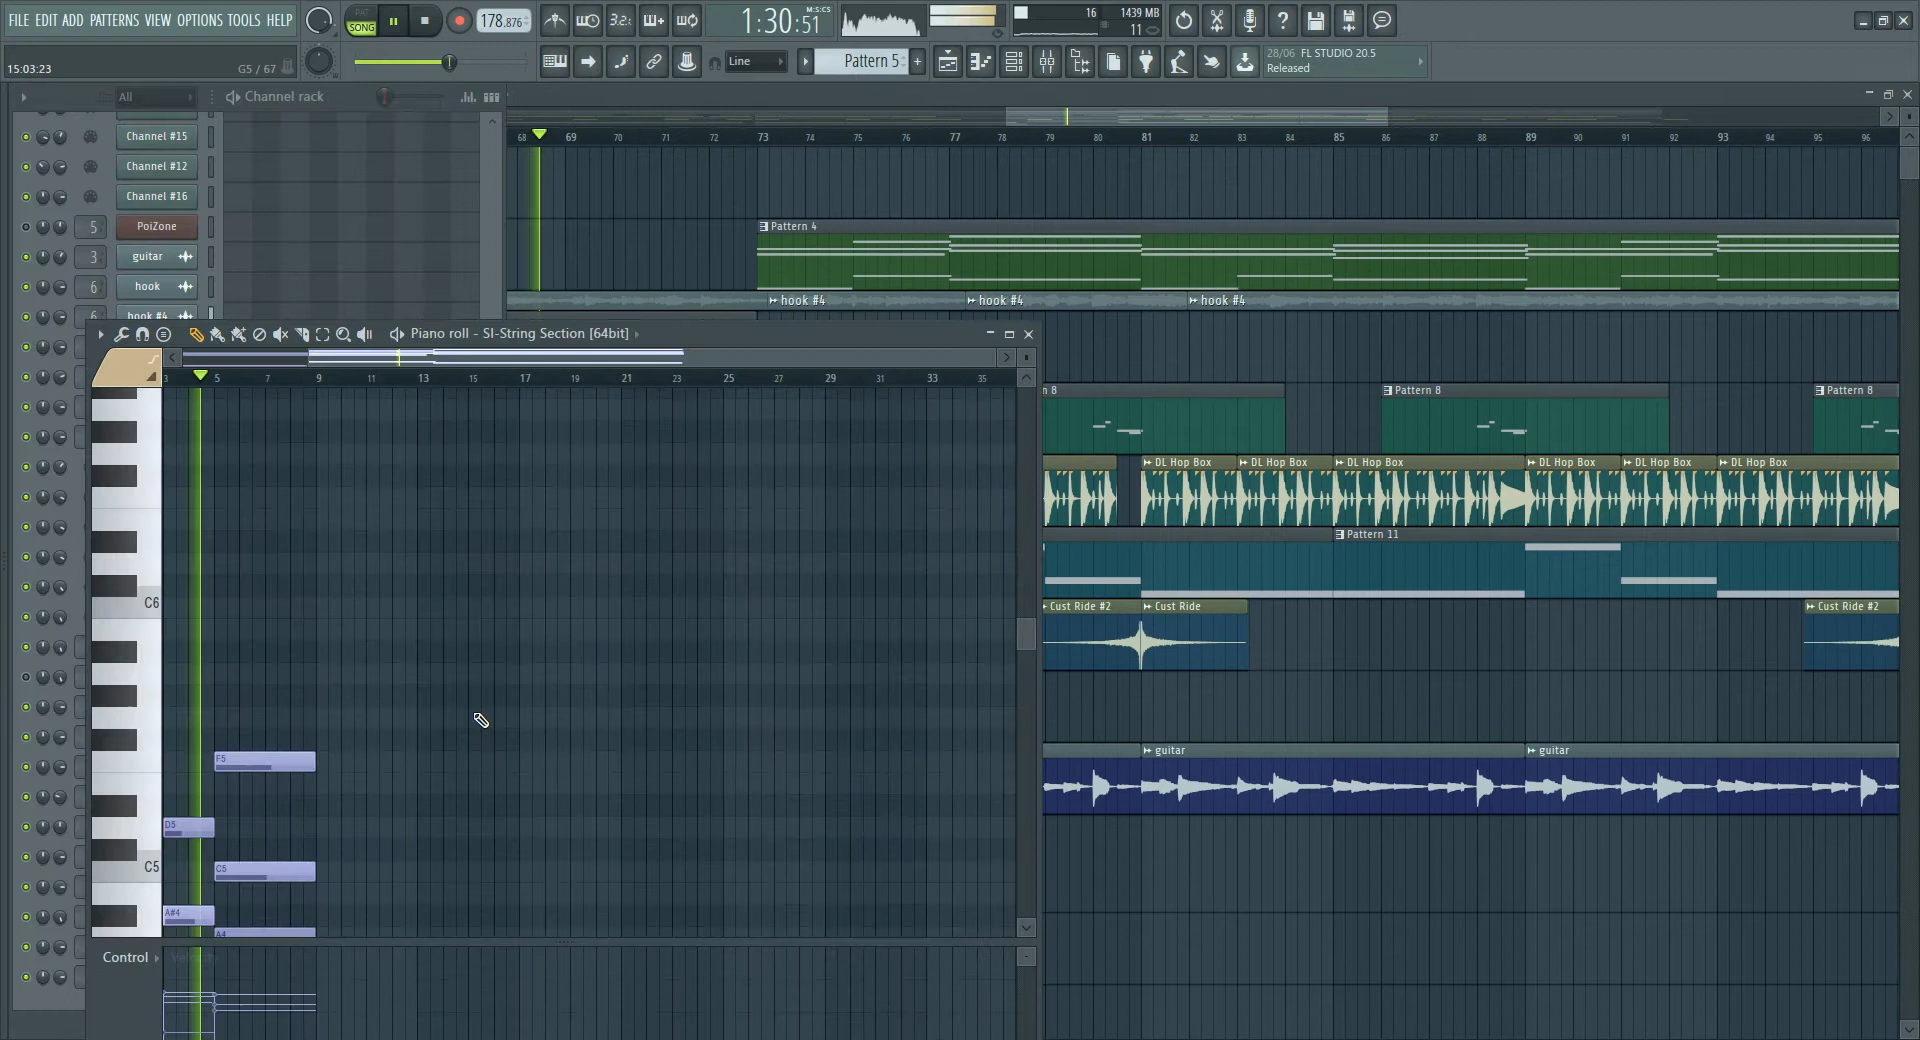 FILE EDIT ADD PATTERNS VIEW OPTIONS TOOLS HELP
PAT
SONG
178.876
3.2:
1:30:51
M:S:CS
16
1439 MB
11
15:03:23
G5 / 67
Line
Pattern 5
28/06 FL STUDIO 20.5
Released
All
Channel rack
68 69 70 71 72 73 74 75 76 77 78 79 80 81 82 83 84 85 86 87 88 89 90 91 92 93 94 95 96
Channel #15
Channel #12
Channel #16
5 PoiZone
3 guitar
6 hook
6 hook #4
Pattern 4
hook #4
hook #4
hook #4
Piano roll - SI-String Section [64bit]
3 5 7 9 11 13 15 17 19 21 23 25 27 29 31 33 35
n 8
Pattern 8
Pattern 8
DL Hop Box
DL Hop Box
DL Hop Box
DL Hop Box
DL Hop Box
DL Hop Box
Pattern 11
C6
Cust Ride #2
Cust Ride
Cust Ride #2
guitar
guitar
F5
D5
C5
C5
A#4
A4
Control
Velocity